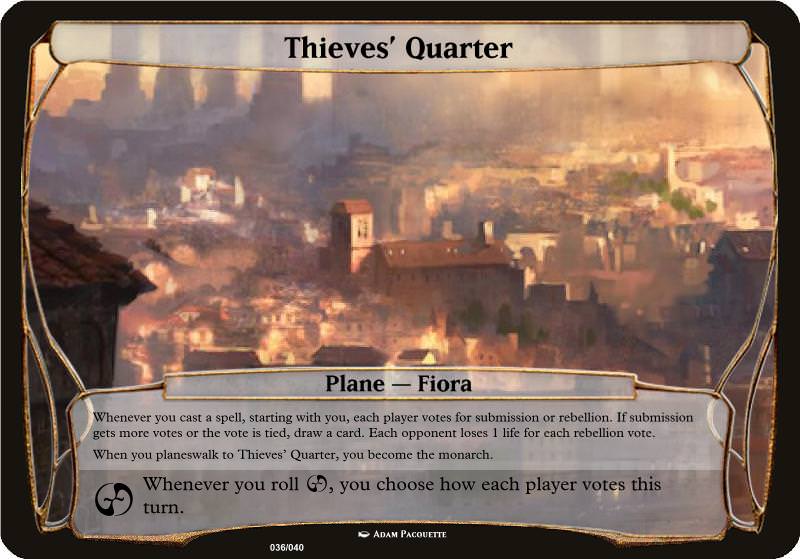 Thieves’ Quarter
Plane — Fiora
Whenever you cast a spell, starting with you, each player votes for submission or rebellion. If submission
gets more votes or the vote is tied, draw a card. Each opponent loses 1 life for each rebellion vote.
When you planeswalk to Thieves’ Quarter, you become the monarch.
Whenever you roll , you choose how each player votes this
turn.
Adam Pacquette
036/040